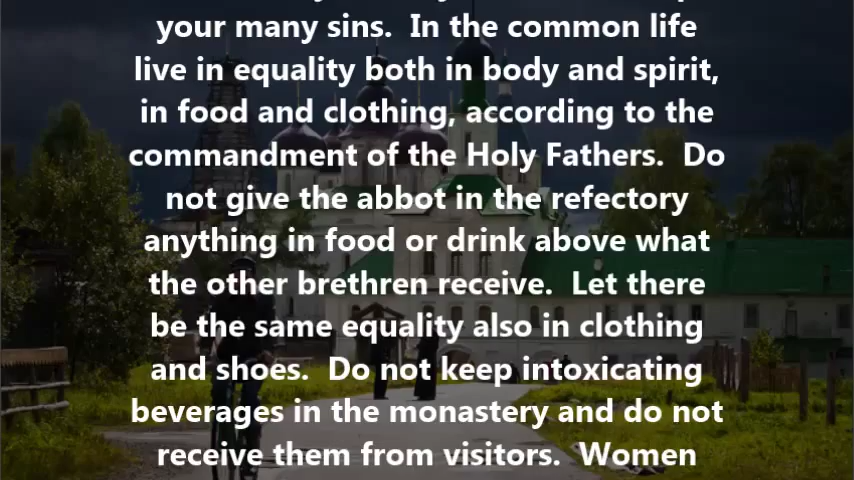 your many sins.  In the common life
live in equality both in body and spirit,
in food and clothing, according to the
commandment of the Holy Fathers.  Do
not give the abbot in the refectory
anything in food or drink above what
the other brethren receive.  Let there
be the same equality also in clothing
and shoes.  Do not keep intoxicating
beverages in the monastery and do not
receive them from visitors.  Women